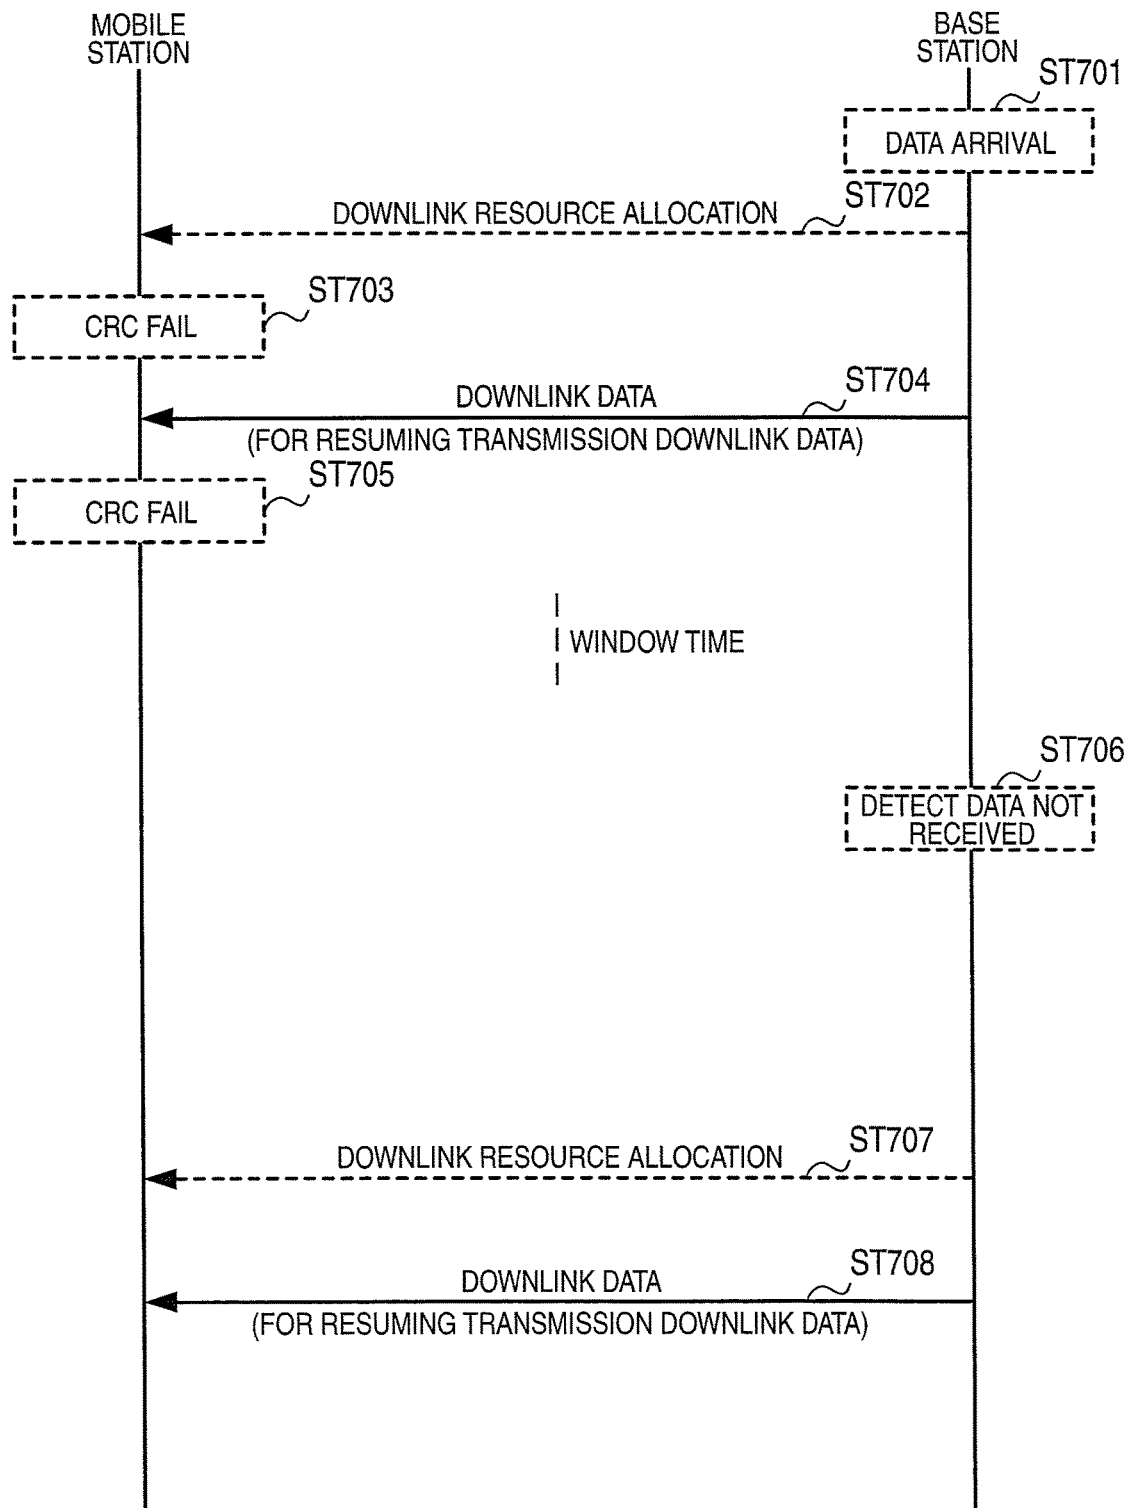 MOBILE
STATION
BASE
STATION
ST701
DATA ARRIVAL
ST702
DOWNLINK RESOURCE ALLOCATION
ST703
CRC FAIL
ST704
DOWNLINK DATA
(FOR RESUMING TRANSMISSION DOWNLINK DATA)
ST705
CRC FAIL
WINDOW TIME
ST706
DETECT DATA NOT
RECEIVED
ST707
DOWNLINK RESOURCE ALLOCATION
ST708
DOWNLINK DATA
(FOR RESUMING TRANSMISSION DOWNLINK DATA)